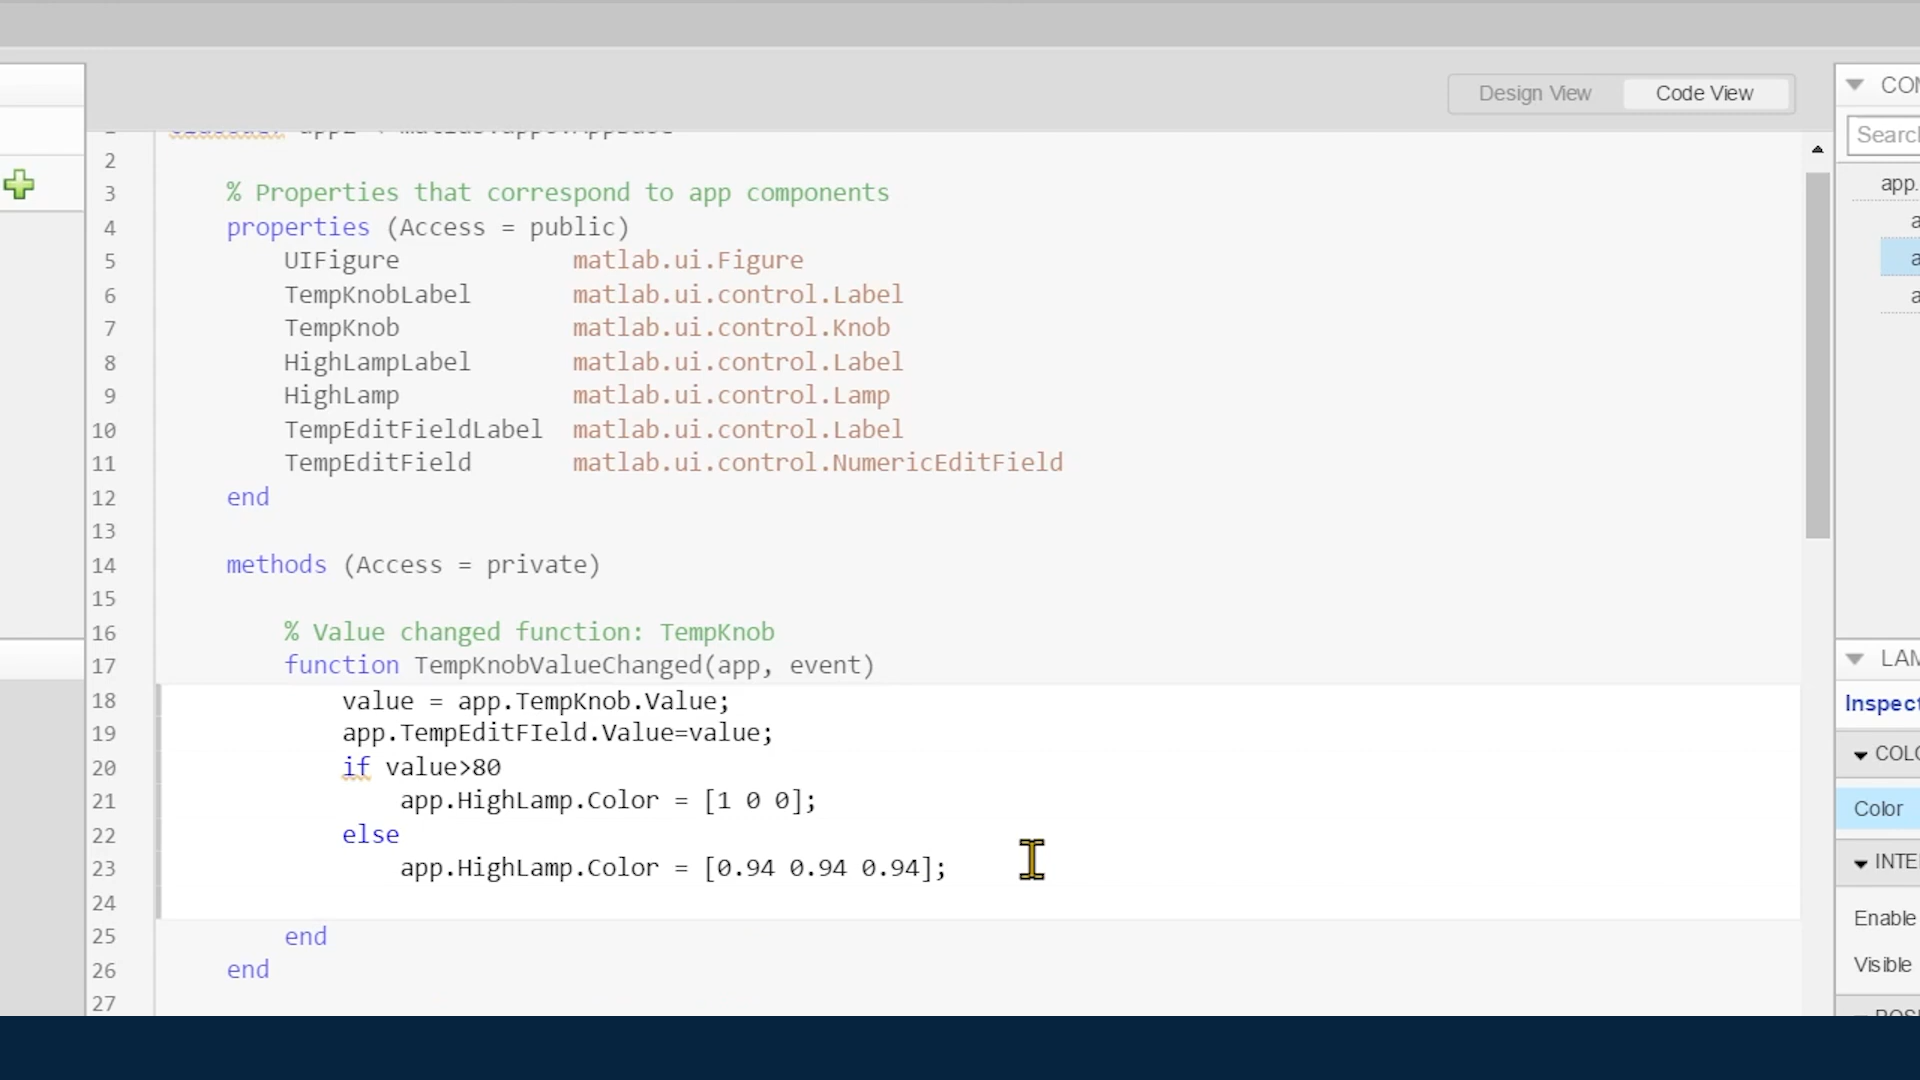 Design View
Code View
2
3 % Properties that correspond to app components
4 properties (Access = public)
5 UIFigure matlab.ui.Figure
6 TempKnobLabel matlab.ui.control.Label
7 TempKnob matlab.ui.control.Knob
8 HighLampLabel matlab.ui.control.Label
9 HighLamp matlab.ui.control.Lamp
10 TempEditFieldLabel matlab.ui.control.Label
11 TempEditField matlab.ui.control.NumericEditField
12 end
13
14 methods (Access = private)
15
16 % Value changed function: TempKnob
17 function TempKnobValueChanged(app, event)
18 value = app.TempKnob.Value;
19 app.TempEditFIeld.Value=value;
20 if value>80
21 app.HighLamp.Color = [1 0 0];
22 else
23 app.HighLamp.Color = [0.94 0.94 0.94];
24
25 end
26 end
27
app.
Inspect
Color
Enable
Visible